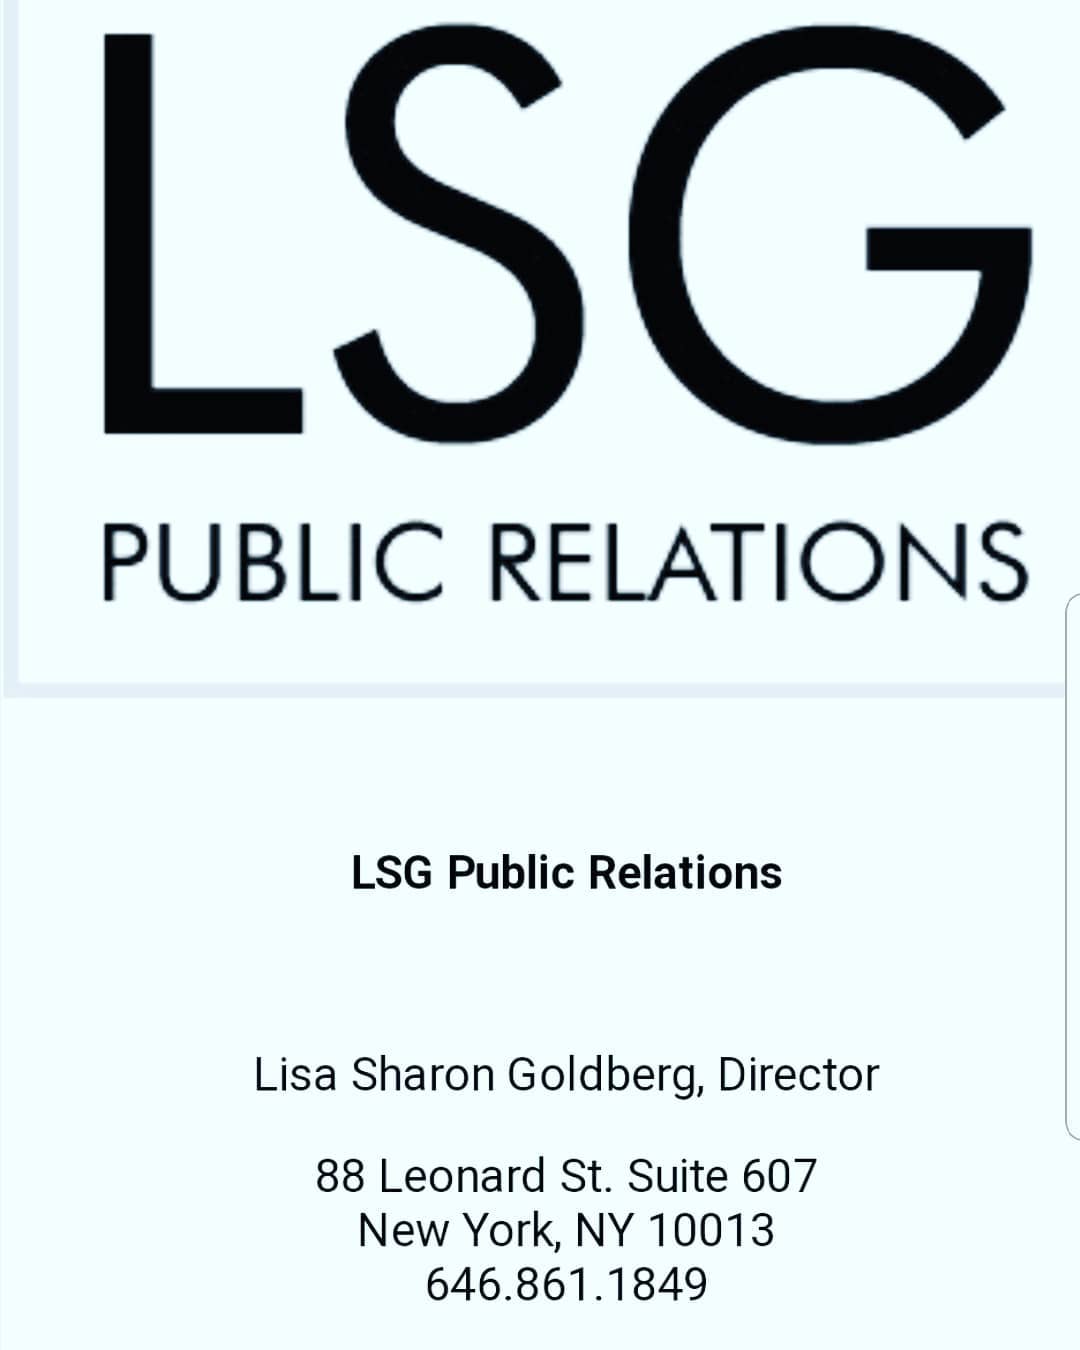 LSG
PUBLIC RELATIONS
LSG Public Relations
Lisa Sharon Goldberg, Director
88 Leonard St. Suite 607
New York, NY 10013
646.861.1849